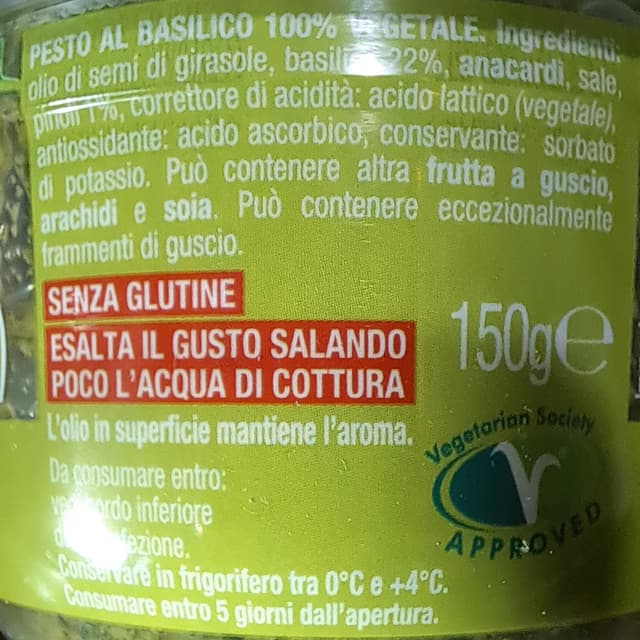 PESTO AL BASILICO 100% VEGETALE. Ingredienti:
olio di semi di girasole, basilico 22%, anacardi, sale,
pinoli 1%, correttore di acidità: acido lattico (vegetale),
antiossidante: acido ascorbico, conservante: sorbato
di potassio. Può contenere altra frutta a guscio,
arachidi e soia. Può contenere eccezionalmente
frammenti di guscio.
SENZA GLUTINE
ESALTA IL GUSTO SALANDO
POCO L'ACQUA DI COTTURA
150g e
L'olio in superficie mantiene l'aroma.
Vegetarian Society
APPROVED
Da consumare entro:
bordo inferiore
Conservare in frigorifero tra 0°C e +4°C.
Consumare entro 5 giorni dall'apertura.